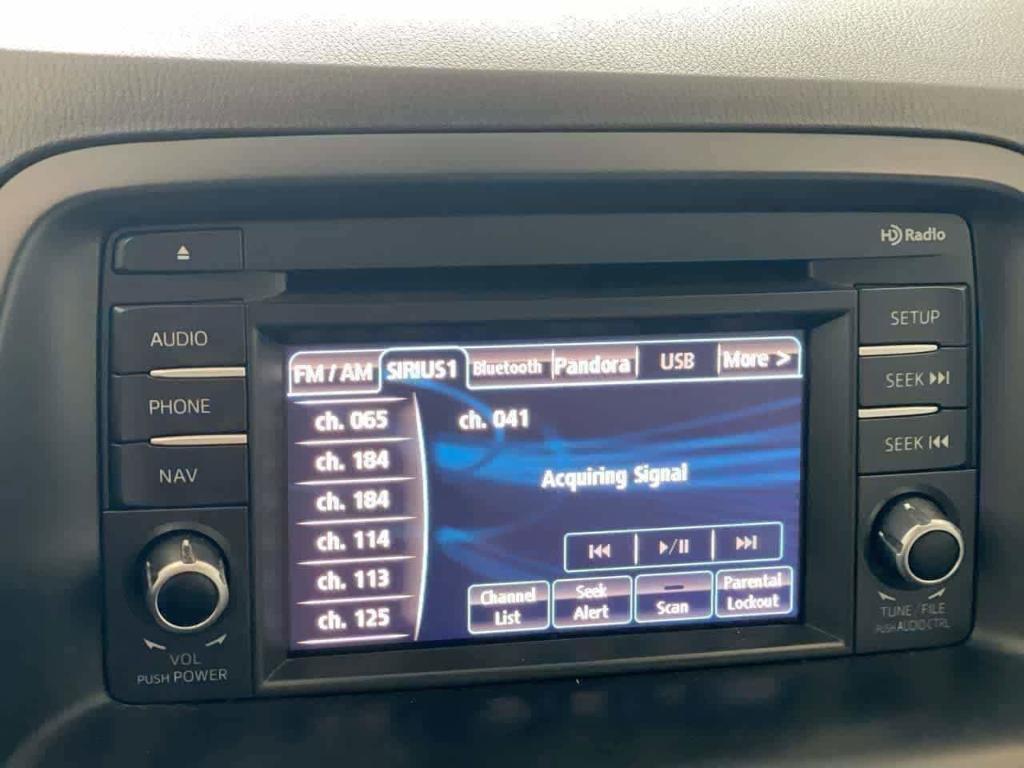 HD Radio
AUDIO
PHONE
NAV
VOL
PUSH POWER
FM / AM
SIRIUS1
Bluetooth
Pandora
USB
More >
ch. 065
ch. 184
ch. 184
ch. 114
ch. 113
ch. 125
ch. 041
Acquiring Signal
Channel
List
Seek
Alert
Scan
Parental
Lockout
SETUP
SEEK
SEEK
TUNE / FILE
PUSH AUDIO CTRL